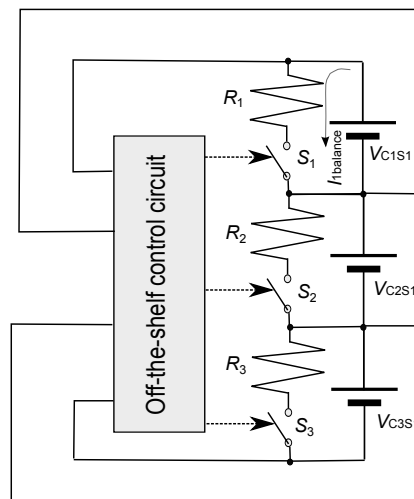 R1
S1
I1balance
VC1S1
Off-the-shelf control circuit
R2
S2
VC2S1
R3
S3
VC3S